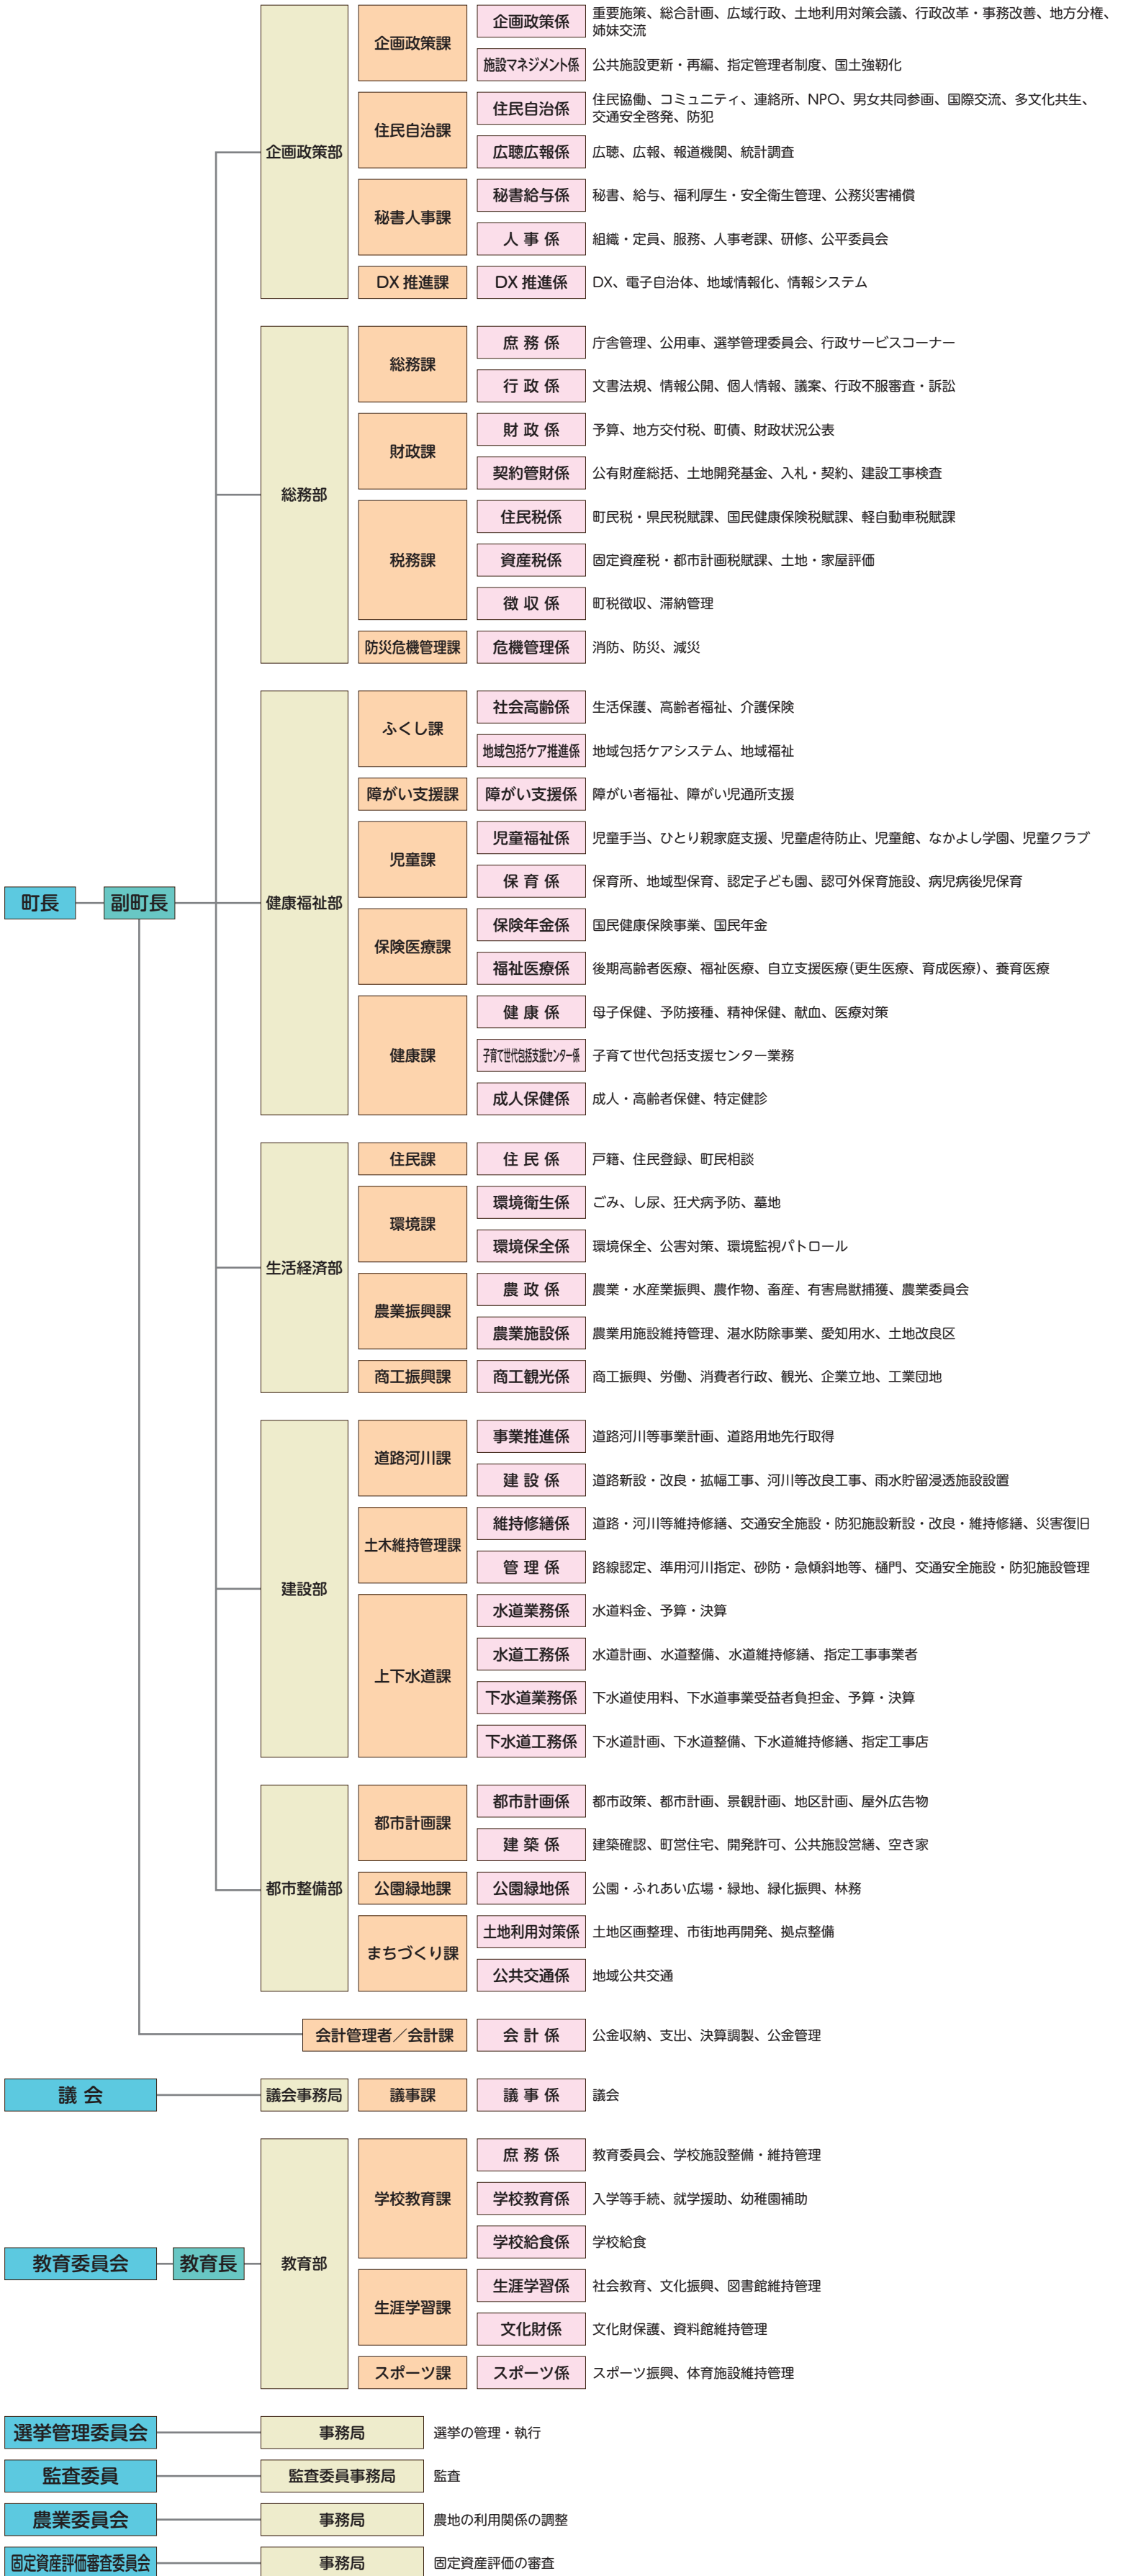 企画政策部
企画政策課
企画政策係
重要施策、総合計画、広域行政、土地利用対策会議、行政改革・事務改善、地方分権、
姉妹交流
施設マネジメント係
公共施設更新・再編、指定管理者制度、国土強靭化
住民自治課
住民自治係
住民協働、コミュニティ、連絡所、NPO、男女共同参画、国際交流、多文化共生、
交通安全啓発、防犯
広聴広報係
広聴、広報、報道機関、統計調査
秘書人事課
秘書給与係
秘書、給与、福利厚生・安全衛生管理、公務災害補償
人 事 係
組織・定員、服務、人事考課、研修、公平委員会
DX 推進課
DX 推進係
DX、電子自治体、地域情報化、情報システム
総務部
総務課
庶 務 係
庁舎管理、公用車、選挙管理委員会、行政サービスコーナー
行 政 係
文書法規、情報公開、個人情報、議案、行政不服審査・訴訟
財政課
財 政 係
予算、地方交付税、町債、財政状況公表
契約管財係
公有財産総括、土地開発基金、入札・契約、建設工事検査
税務課
住民税係
町民税・県民税賦課、国民健康保険税賦課、軽自動車税賦課
資産税係
固定資産税・都市計画税賦課、土地・家屋評価
徴 収 係
町税徴収、滞納管理
防災危機管理課
危機管理係
消防、防災、減災
町長
副町長
健康福祉部
ふくし課
社会高齢係
生活保護、高齢者福祉、介護保険
地域包括ケア推進係
地域包括ケアシステム、地域福祉
障がい支援課
障がい支援係
障がい者福祉、障がい児通所支援
児童課
児童福祉係
児童手当、ひとり親家庭支援、児童虐待防止、児童館、なかよし学園、児童クラブ
保 育 係
保育所、地域型保育、認定子ども園、認可外保育施設、病児病後児保育
保険医療課
保険年金係
国民健康保険事業、国民年金
福祉医療係
後期高齢者医療、福祉医療、自立支援医療(更生医療、育成医療)、養育医療
健康課
健 康 係
母子保健、予防接種、精神保健、献血、医療対策
子育て世代包括支援センター係
子育て世代包括支援センター業務
成人保健係
成人・高齢者保健、特定健診
生活経済部
住民課
住 民 係
戸籍、住民登録、町民相談
環境課
環境衛生係
ごみ、し尿、狂犬病予防、墓地
環境保全係
環境保全、公害対策、環境監視パトロール
農業振興課
農 政 係
農業・水産業振興、農作物、畜産、有害鳥獣捕獲、農業委員会
農業施設係
農業用施設維持管理、湛水防除事業、愛知用水、土地改良区
商工振興課
商工観光係
商工振興、労働、消費者行政、観光、企業立地、工業団地
建設部
道路河川課
事業推進係
道路河川等事業計画、道路用地先行取得
建 設 係
道路新設・改良・拡幅工事、河川等改良工事、雨水貯留浸透施設設置
土木維持管理課
維持修繕係
道路・河川等維持修繕、交通安全施設・防犯施設新設・改良・維持修繕、災害復旧
管 理 係
路線認定、準用河川指定、砂防・急傾斜地等、樋門、交通安全施設・防犯施設管理
上下水道課
水道業務係
水道料金、予算・決算
水道工務係
水道計画、水道整備、水道維持修繕、指定工事事業者
下水道業務係
下水道使用料、下水道事業受益者負担金、予算・決算
下水道工務係
下水道計画、下水道整備、下水道維持修繕、指定工事店
都市整備部
都市計画課
都市計画係
都市政策、都市計画、景観計画、地区計画、屋外広告物
建 築 係
建築確認、町営住宅、開発許可、公共施設営繕、空き家
公園緑地課
公園緑地係
公園・ふれあい広場・緑地、緑化振興、林務
まちづくり課
土地利用対策係
土地区画整理、市街地再開発、拠点整備
公共交通係
地域公共交通
会計管理者／会計課
会 計 係
公金収納、支出、決算調製、公金管理
議 会
議会事務局
議事課
議 事 係
議会
教育委員会
教育長
教育部
学校教育課
庶 務 係
教育委員会、学校施設整備・維持管理
学校教育係
入学等手続、就学援助、幼稚園補助
学校給食係
学校給食
生涯学習課
生涯学習係
社会教育、文化振興、図書館維持管理
文化財係
文化財保護、資料館維持管理
スポーツ課
スポーツ係
スポーツ振興、体育施設維持管理
選挙管理委員会
事務局
選挙の管理・執行
監査委員
監査委員事務局
監査
農業委員会
事務局
農地の利用関係の調整
固定資産評価審査委員会
事務局
固定資産評価の審査